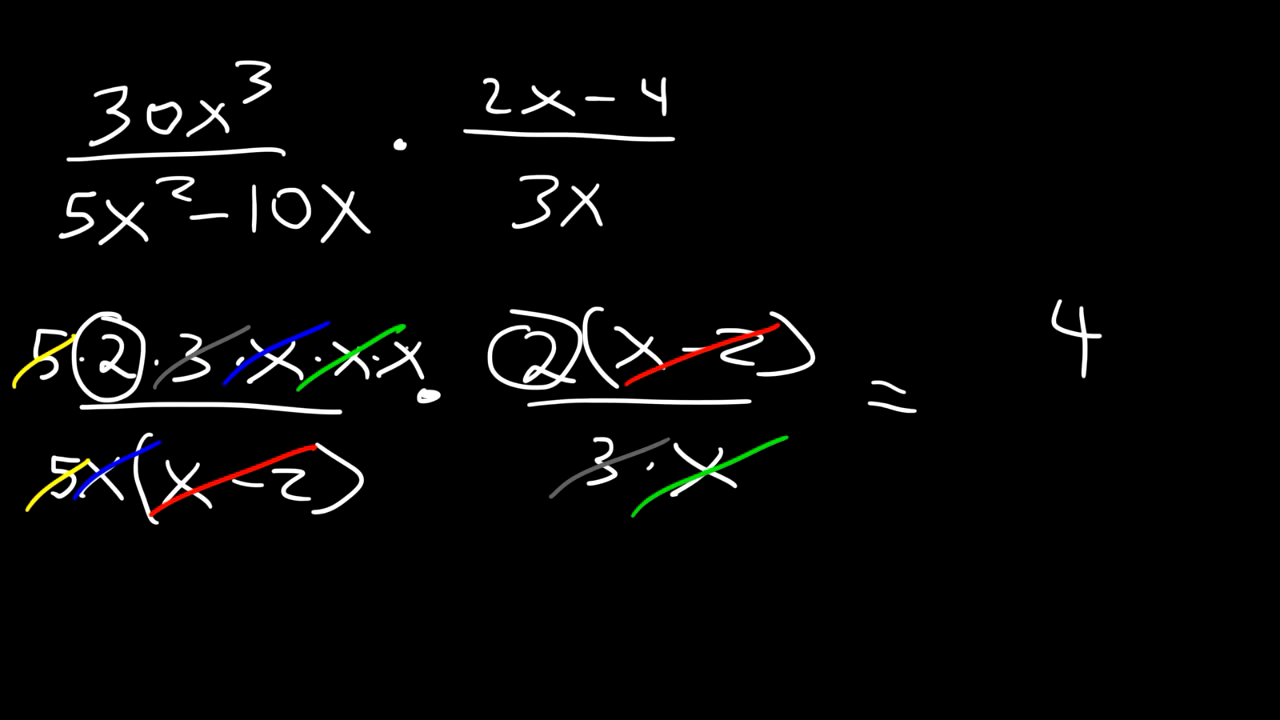 30x³ / 5x² - 10x · 2x - 4 / 3x
5 · 2 · 3 · x · x · x / 5x(x - 2) · 2(x - 2) / 3 · x = 4